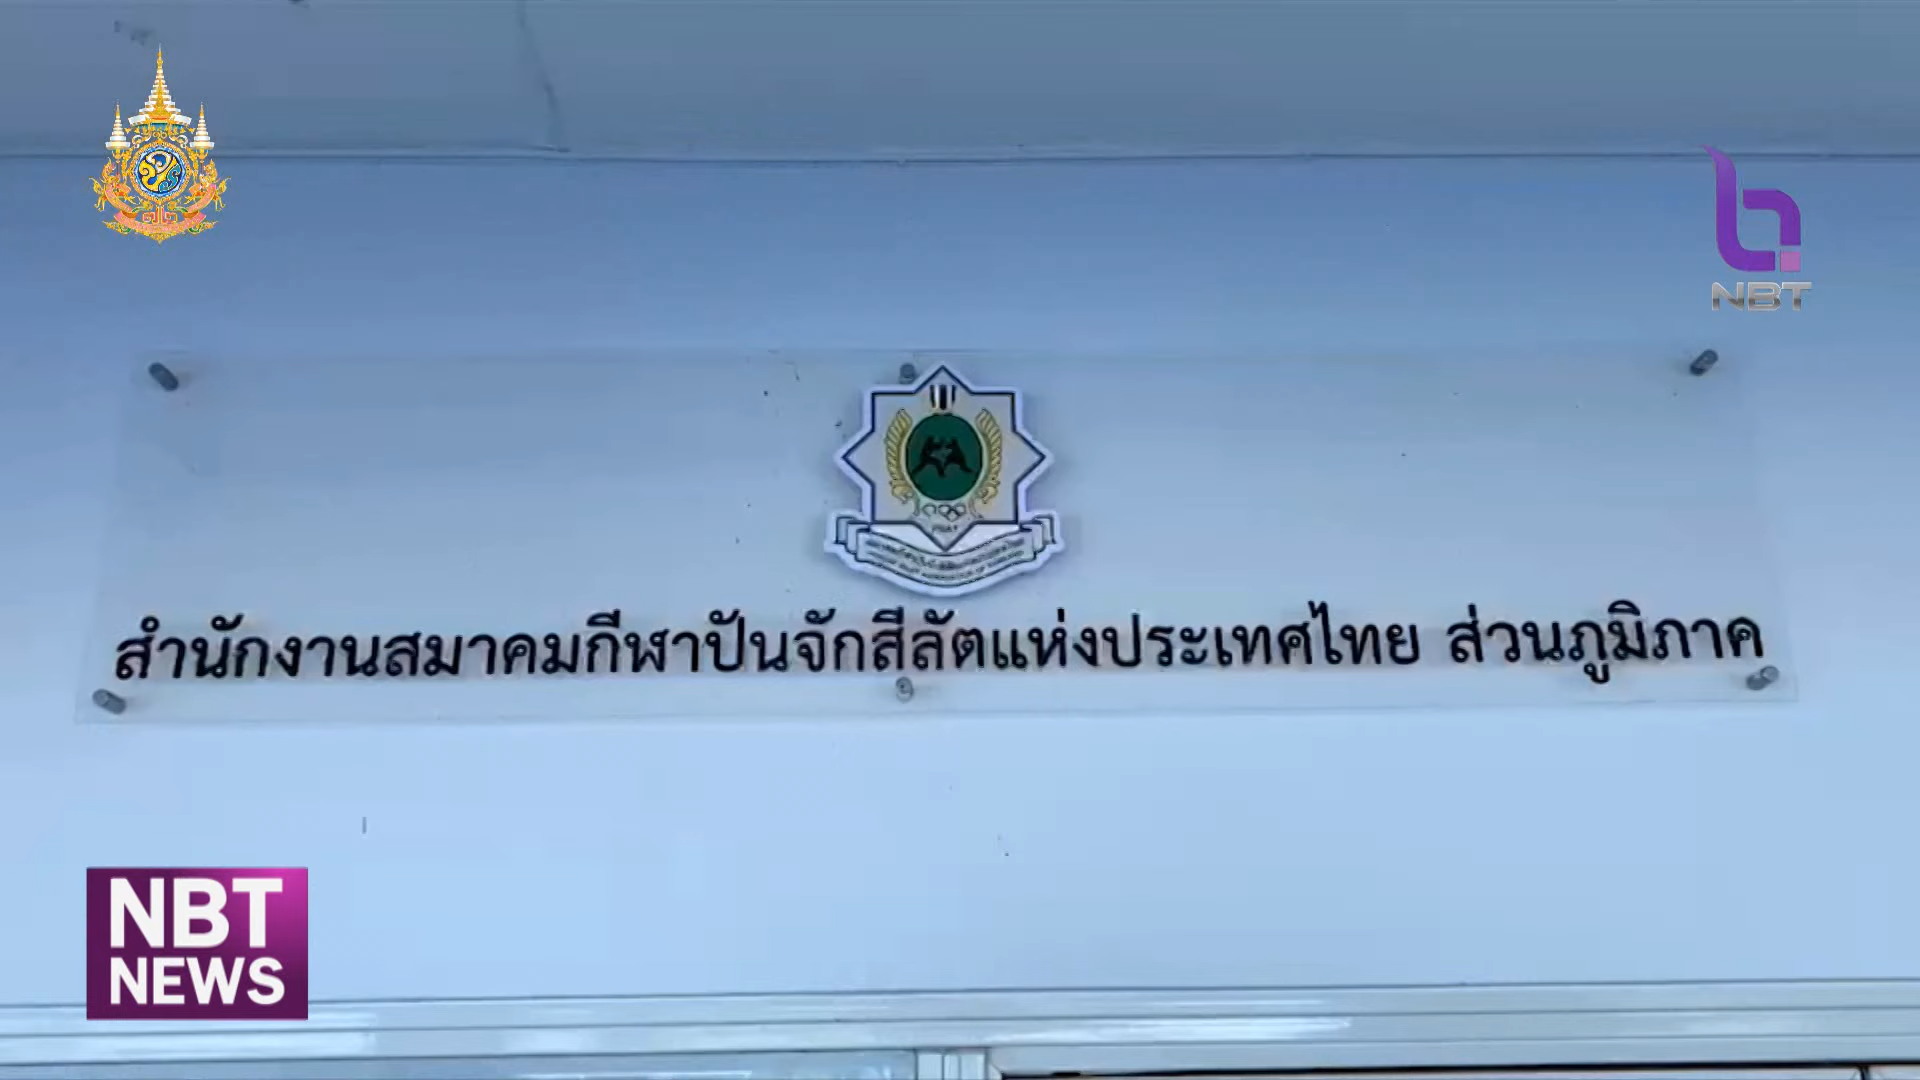 NBT
สำนักงานสมาคมกีฬาปันจักสีลัตแห่งประเทศไทย ส่วนภูมิภาค
NBT
NEWS